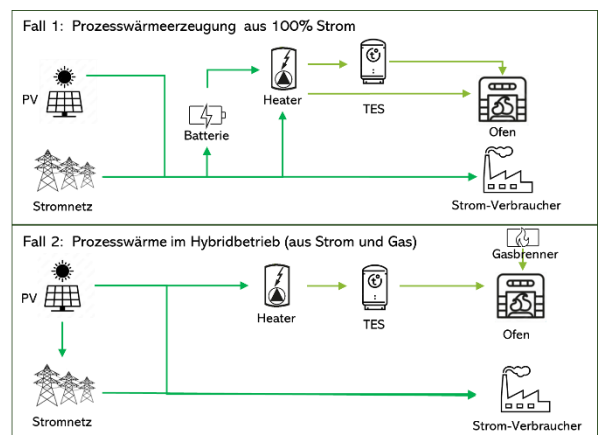 Fall 1: Prozesswärmeerzeugung aus 100% Strom
PV
Batterie
Heater
TES
Ofen
Stromnetz
Strom-Verbraucher
Fall 2: Prozesswärme im Hybridbetrieb (aus Strom und Gas)
Gasbrenner
PV
Heater
TES
Ofen
Stromnetz
Strom-Verbraucher